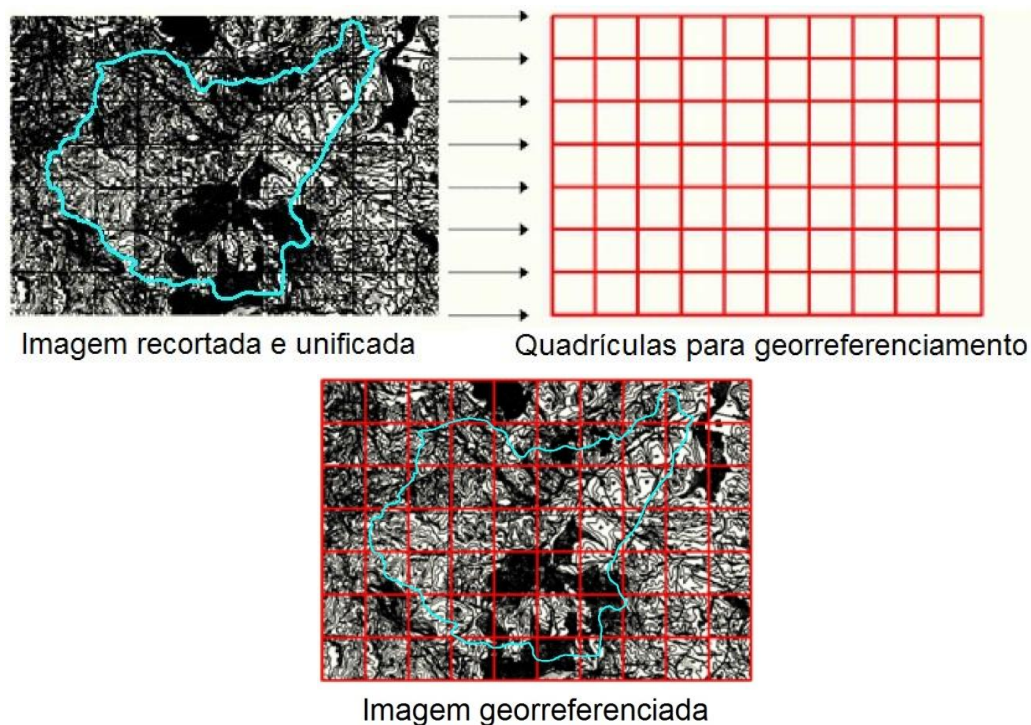 Imagem recortada e unificada
Quadrículas para georreferenciamento
Imagem georreferenciada